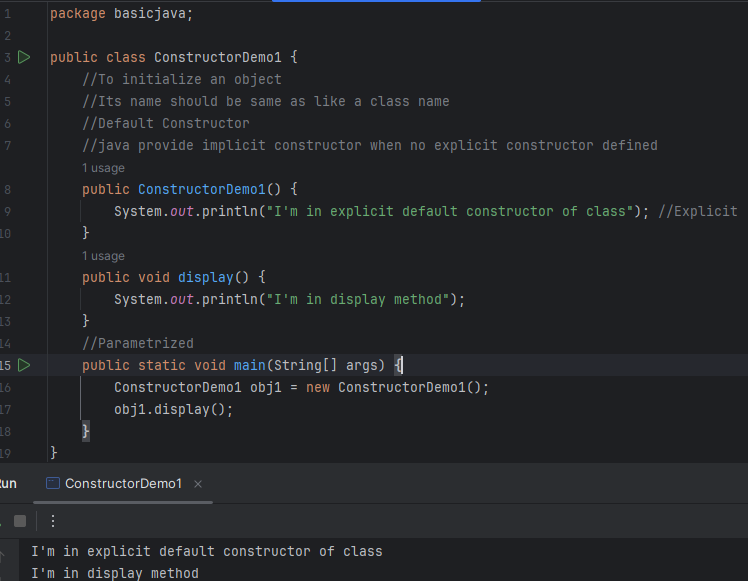 1 package basicjava;
2
3 public class ConstructorDemo1 {
4 //To initialize an object
5 //Its name should be same as like a class name
6 //Default Constructor
7 //java provide implicit constructor when no explicit constructor defined
1 usage
8 public ConstructorDemo1() {
9 System.out.println("I'm in explicit default constructor of class"); //Explicit
10 }
1 usage
11 public void display() {
12 System.out.println("I'm in display method");
13 }
14 //Parametrized
15 public static void main(String[] args) {
16 ConstructorDemo1 obj1 = new ConstructorDemo1();
17 obj1.display();
18 }
19 }
Run ConstructorDemo1
I'm in explicit default constructor of class
I'm in display method